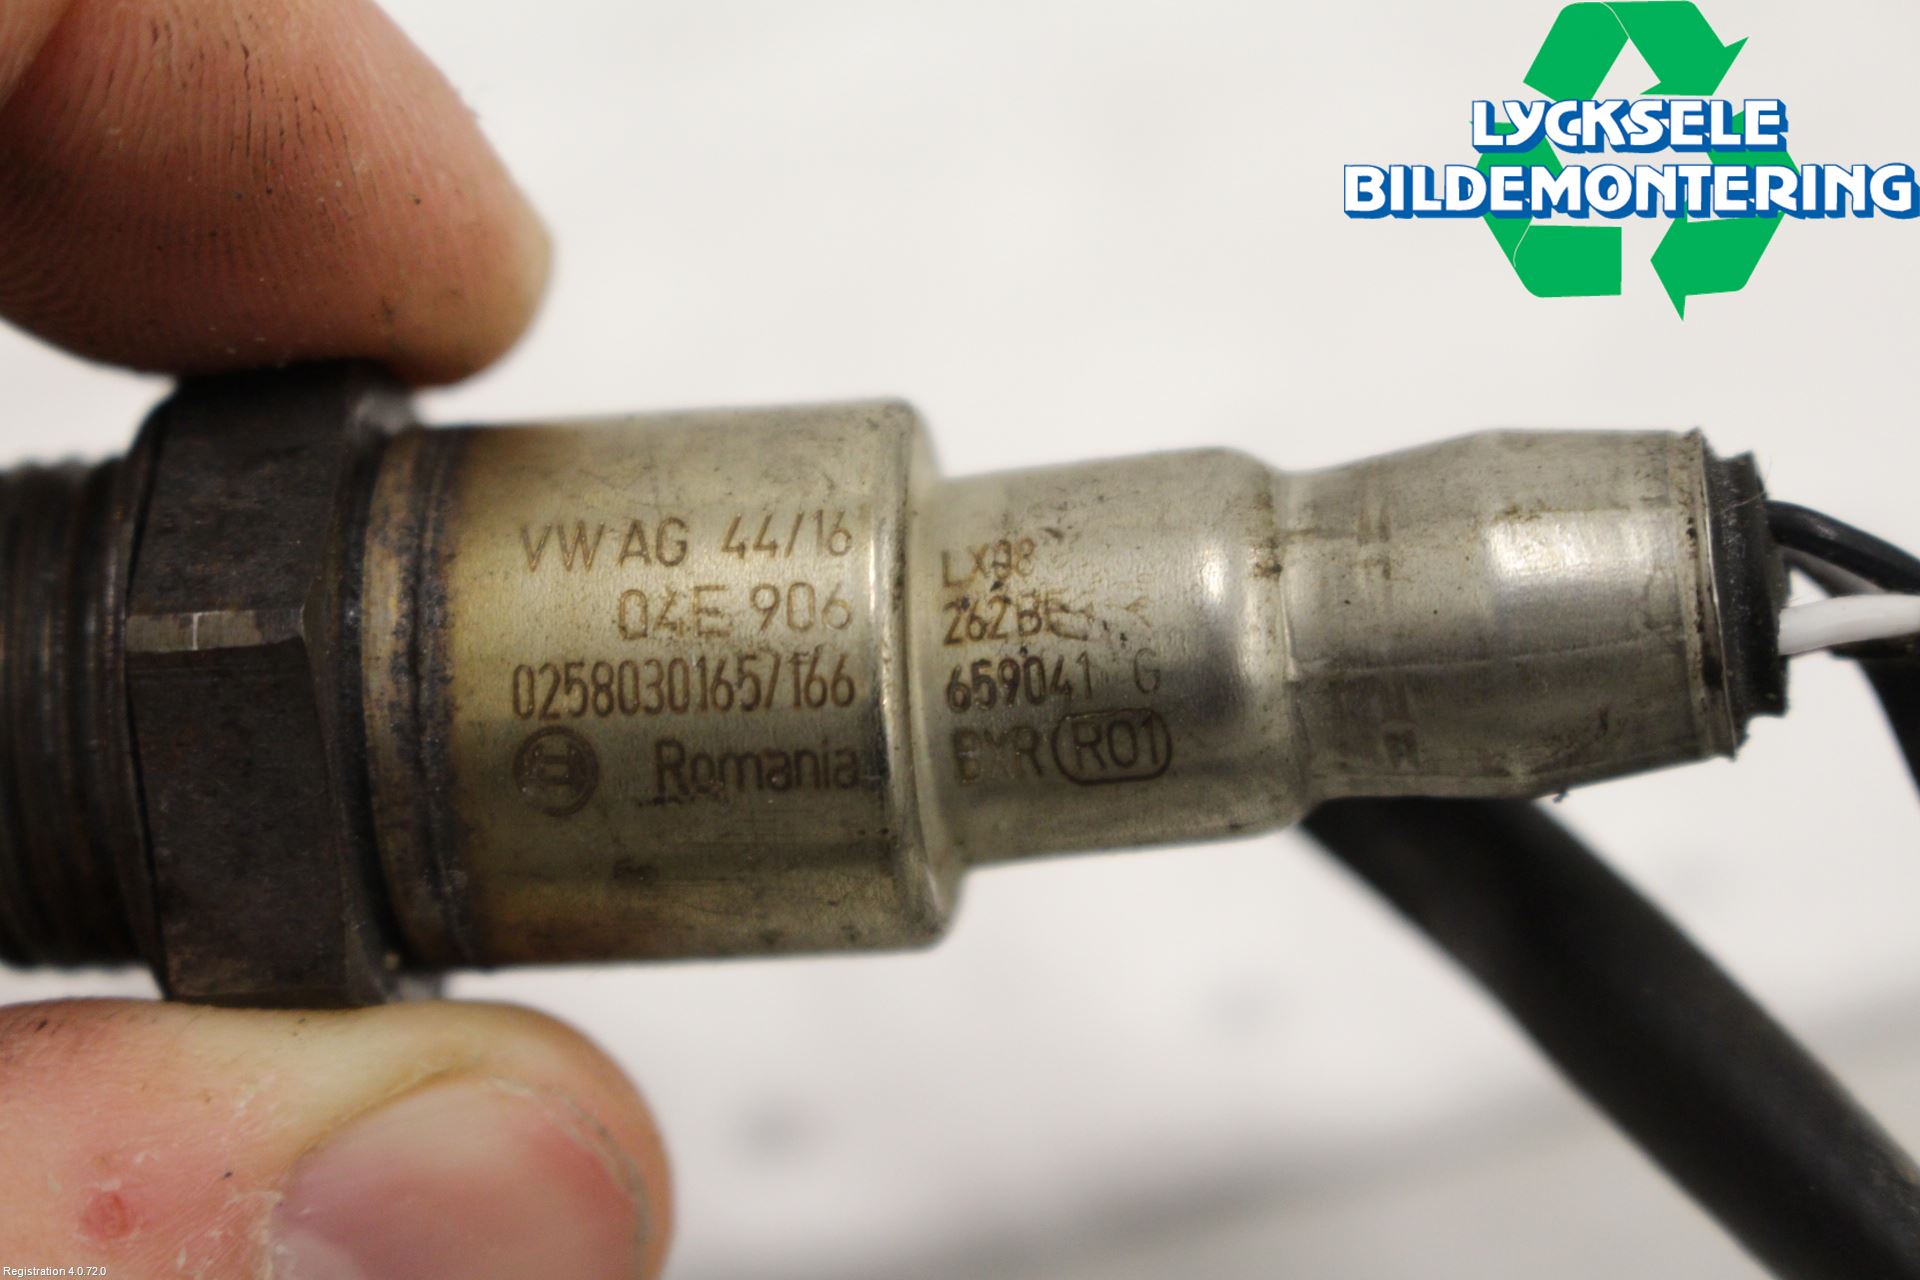 LYCKSELE
BILDEMONTERING
VW AG 44/16
04E 906
0258030165/166
Romania
LX08
262BE
659041 G
R01
Registration 4.0.72.0